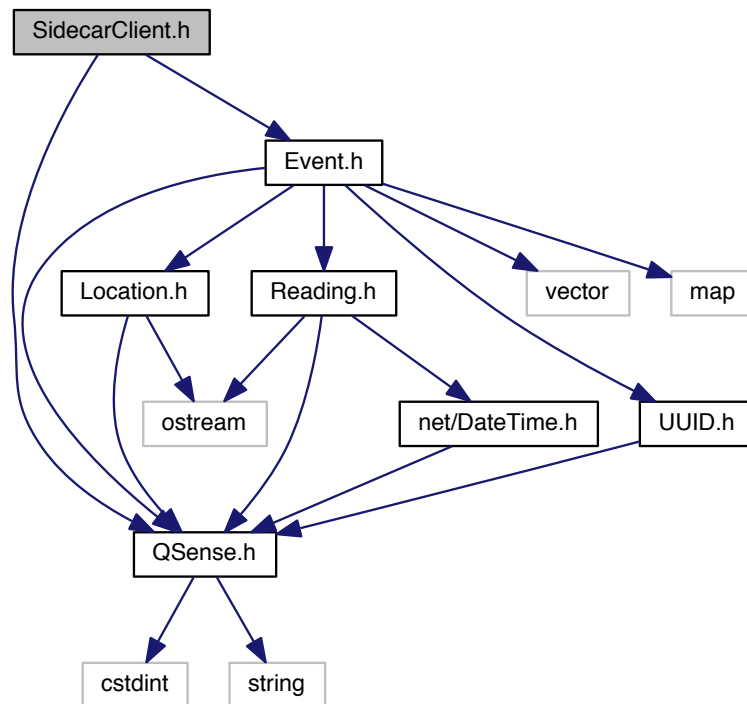 SidecarClient.h
Event.h
Location.h
Reading.h
vector
map
ostream
net/DateTime.h
UUID.h
QSense.h
cstdint
string